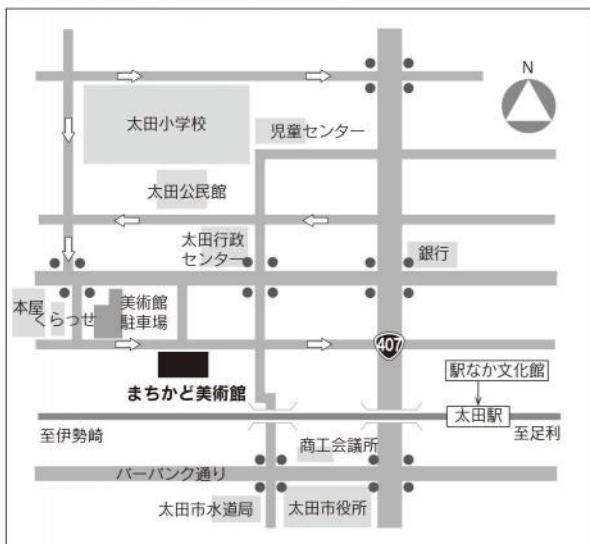 N
太田小学校
児童センター
太田公民館
太田行政
センター
銀行
本屋
くらっせ
美術館
駐車場
407
まちかど美術館
駅なか文化館
太田駅
至伊勢崎
至足利
商工会議所
バーバンク通り
太田市水道局
太田市役所